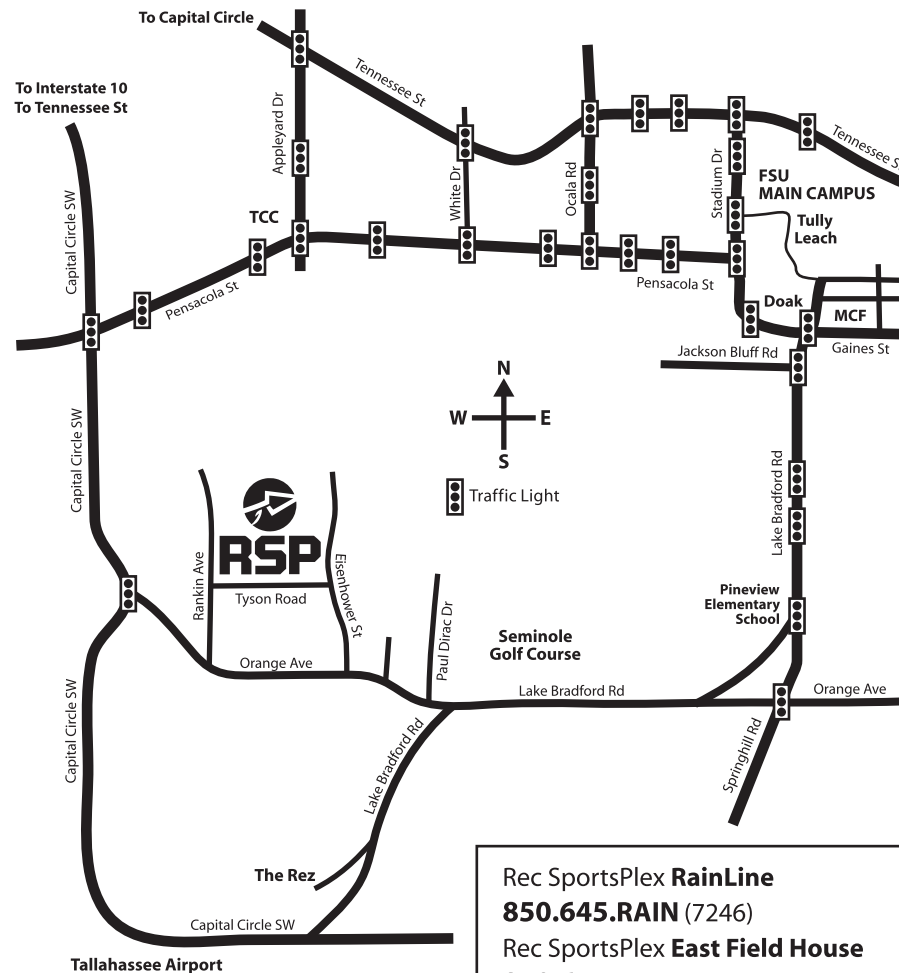 To Capital Circle
To Interstate 10
To Tennessee St
Tennessee St
Appleyard Dr
Capital Circle SW
TCC
White Dr
Ocala Rd
Stadium Dr
Tennessee S
FSU
MAIN CAMPUS
Tully
Leach
Pensacola St
Pensacola St
Doak
MCF
Gaines St
Jackson Bluff Rd
N
W E
S
Traffic Light
Capital Circle SW
Lake Bradford Rd
RSP
Rankin Ave
Eisenhower St
Tyson Road
Paul Dirac Dr
Pineview
Elementary
School
Seminole
Golf Course
Orange Ave
Lake Bradford Rd
Orange Ave
Springhill Rd
Capital Circle SW
Lake Bradford Rd
The Rez
Capital Circle SW
Tallahassee Airport
Rec SportsPlex RainLine
850.645.RAIN (7246)
Rec SportsPlex East Field House